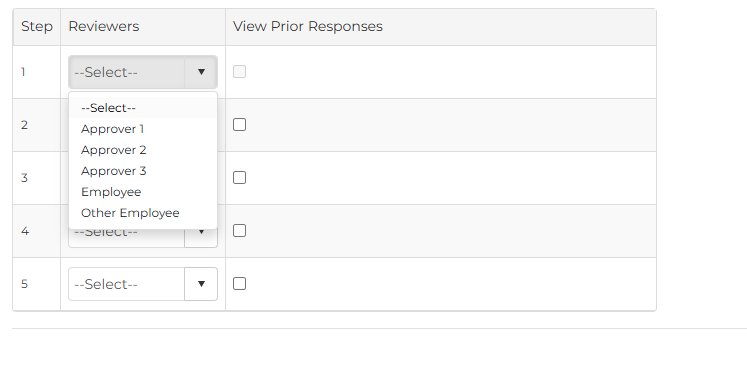 Step Reviewers View Prior Responses
1 --Select--
--Select--
Approver 1
2
Approver 2
Approver 3
3
Employee
Other Employee
4 --Select--
5 --Select--